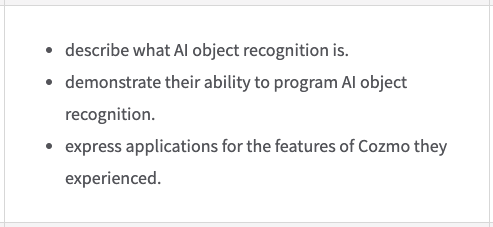 • describe what AI object recognition is.
• demonstrate their ability to program AI object
recognition.
• express applications for the features of Cozmo they
experienced.